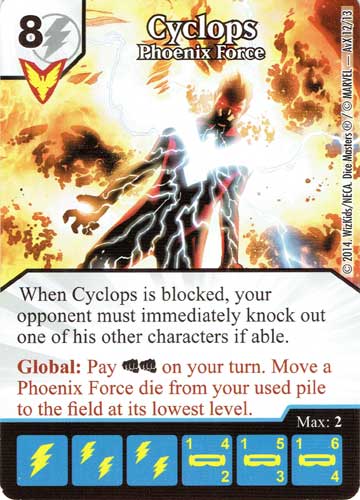 8
Cyclops
Phoenix Force
© 2014, WizKids/NECA, Dice Masters ® / © MARVEL — AVX 12/13
When Cyclops is blocked, your
opponent must immediately knock out
one of his other characters if able.
Global: Pay on your turn. Move a
Phoenix Force die from your used pile
to the field at its lowest level.
Max: 2
1 4
2
1 5
3
1 6
4